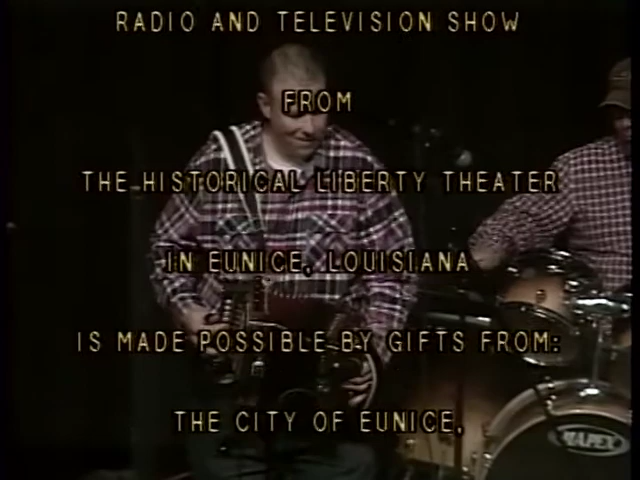 RADIO AND TELEVISION SHOW
FROM
THE HISTORICAL LIBERTY THEATER
IN EUNICE, LOUISIANA
IS MADE POSSIBLE BY GIFTS FROM:
THE CITY OF EUNICE,
MAPEX